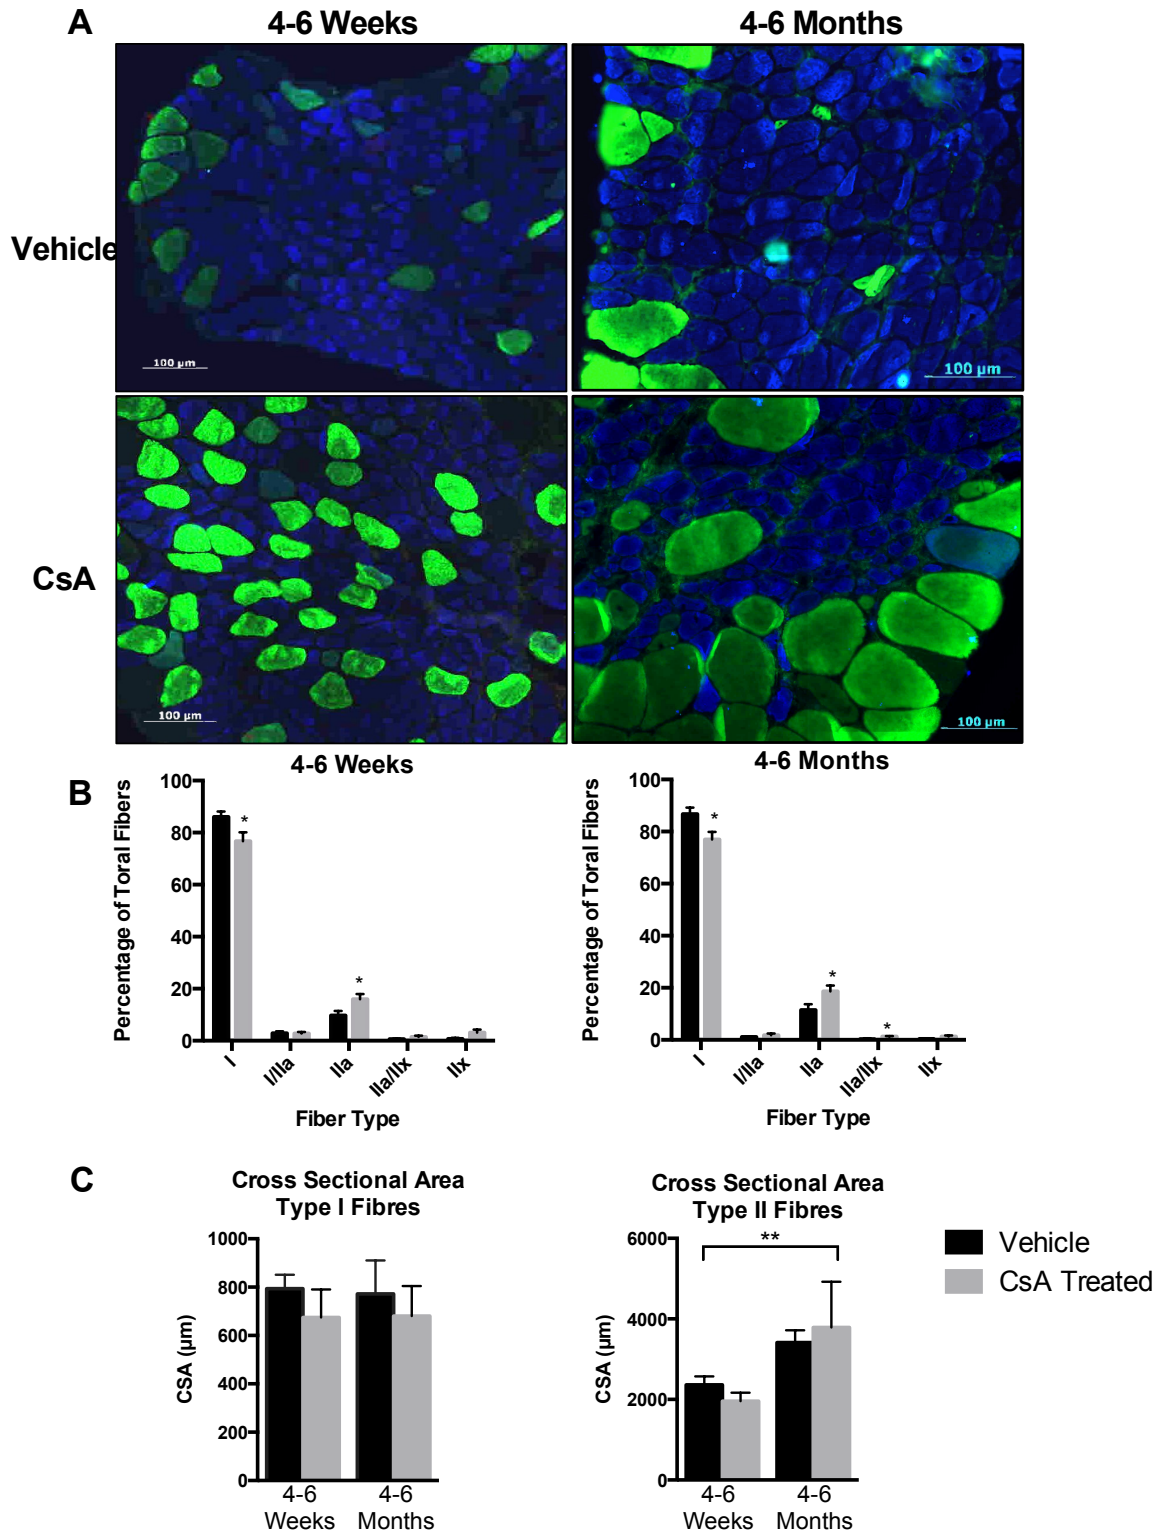 A
4-6 Weeks
4-6 Months
Vehicle
100 µm
100 µm
CsA
100 µm
100 µm
B
4-6 Weeks
Percentage of Toral Fibers
100
80
60
40
20
0
*
*
I
I/IIa
IIa
IIa/IIx
IIx
Fiber Type
4-6 Months
Percentage of Toral Fibers
100
80
60
40
20
0
*
*
*
I
I/IIa
IIa
IIa/IIx
IIx
Fiber Type
C
Cross Sectional Area
Type I Fibres
CSA (µm)
1000
800
600
400
200
0
4-6
Weeks
4-6
Months
Cross Sectional Area
Type II Fibres
CSA (µm)
6000
4000
2000
0
**
4-6
Weeks
4-6
Months
Vehicle
CsA Treated